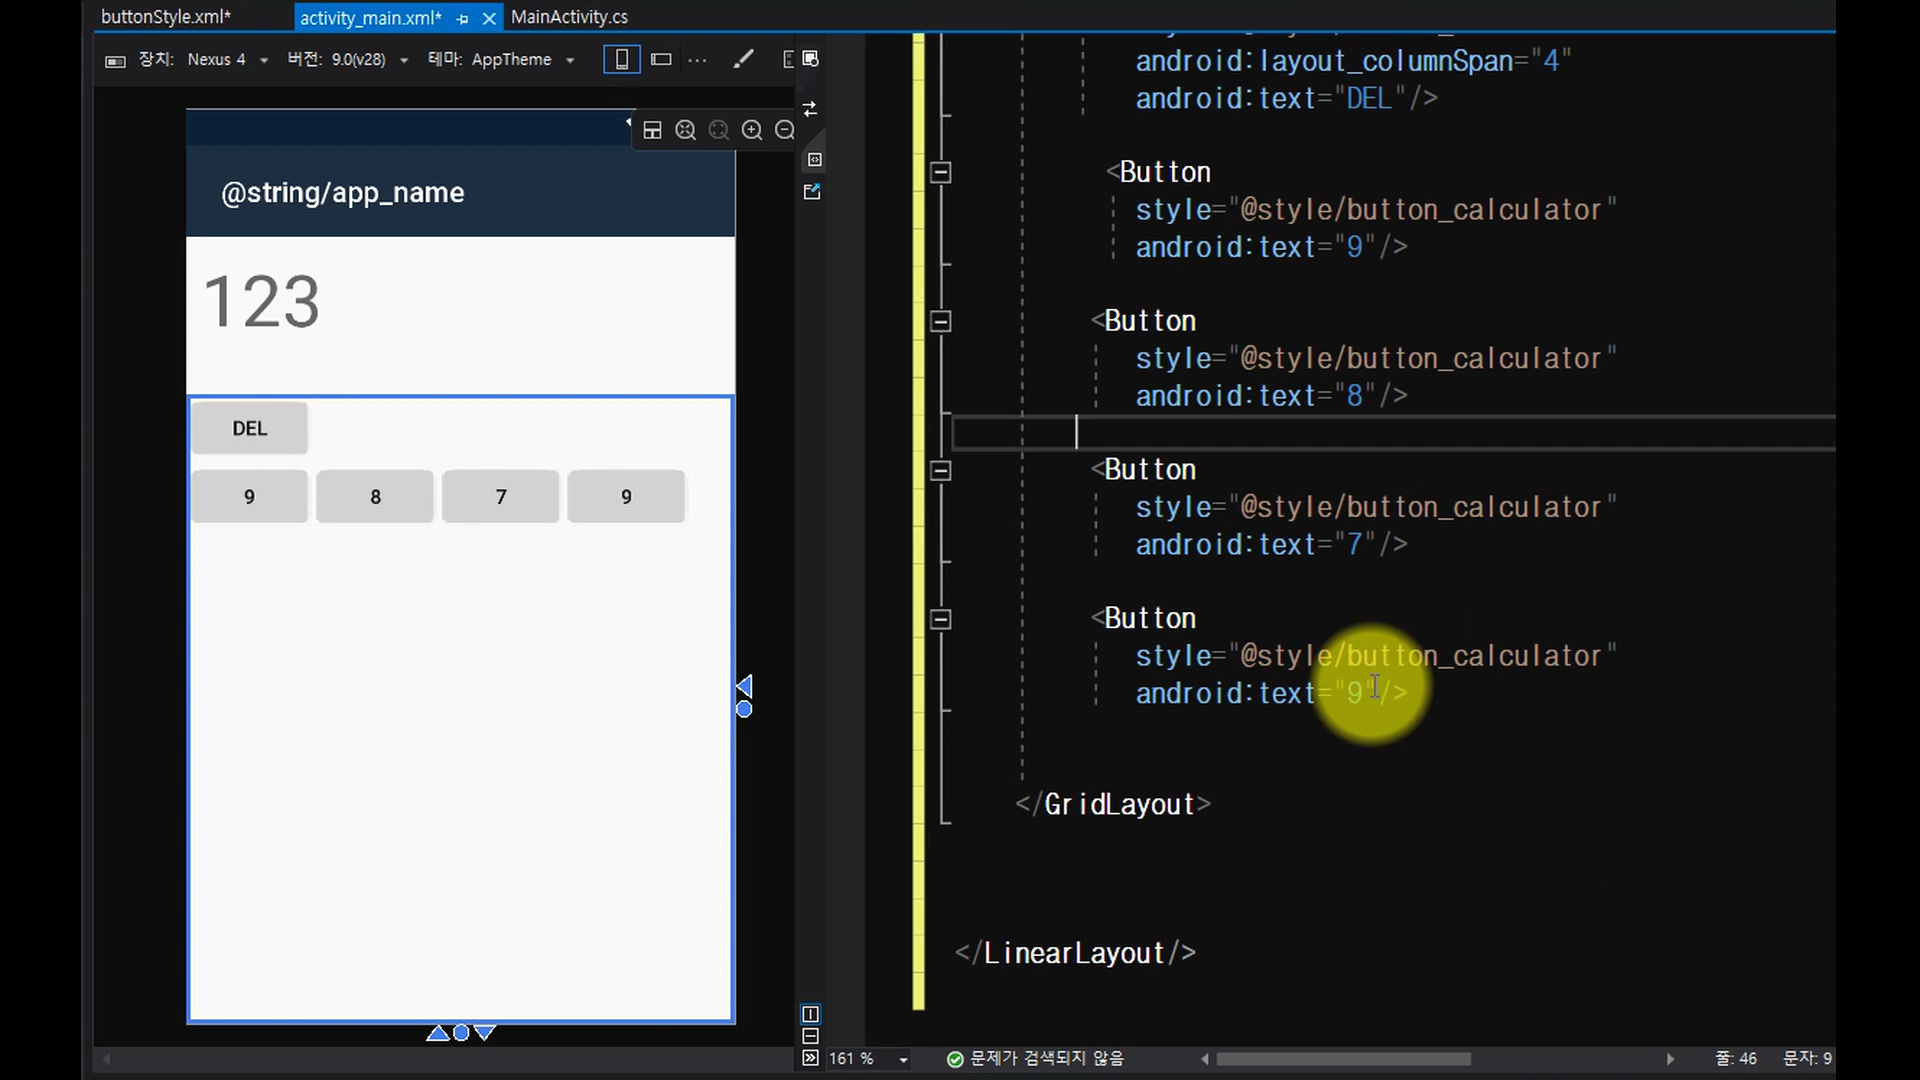 buttonStyle.xml*
activity_main.xml*
MainActivity.cs
장치: Nexus 4
버전: 9.0(v28)
테마: AppTheme
...
@string/app_name
123
DEL
9 8 7 9
android:layout_columnSpan="4"
android:text="DEL"/>
<Button
style="@style/button_calculator"
android:text="9"/>
<Button
style="@style/button_calculator"
android:text="8"/>
<Button
style="@style/button_calculator"
android:text="7"/>
<Button
style="@style/button_calculator"
android:text="9"/>
</GridLayout>
</LinearLayout/>
161 %
문제가 검색되지 않음
줄: 46
문자: 9